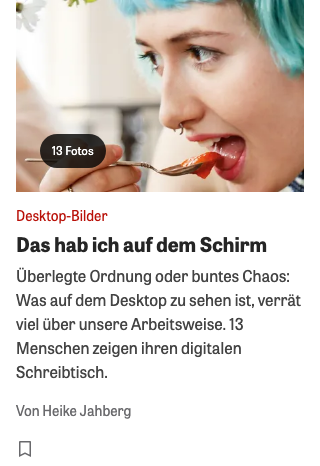 13 Fotos
Desktop-Bilder
Das hab ich auf dem Schirm
Überlegte Ordnung oder buntes Chaos:
Was auf dem Desktop zu sehen ist, verrät
viel über unsere Arbeitsweise. 13
Menschen zeigen ihren digitalen
Schreibtisch.
Von Heike Jahberg